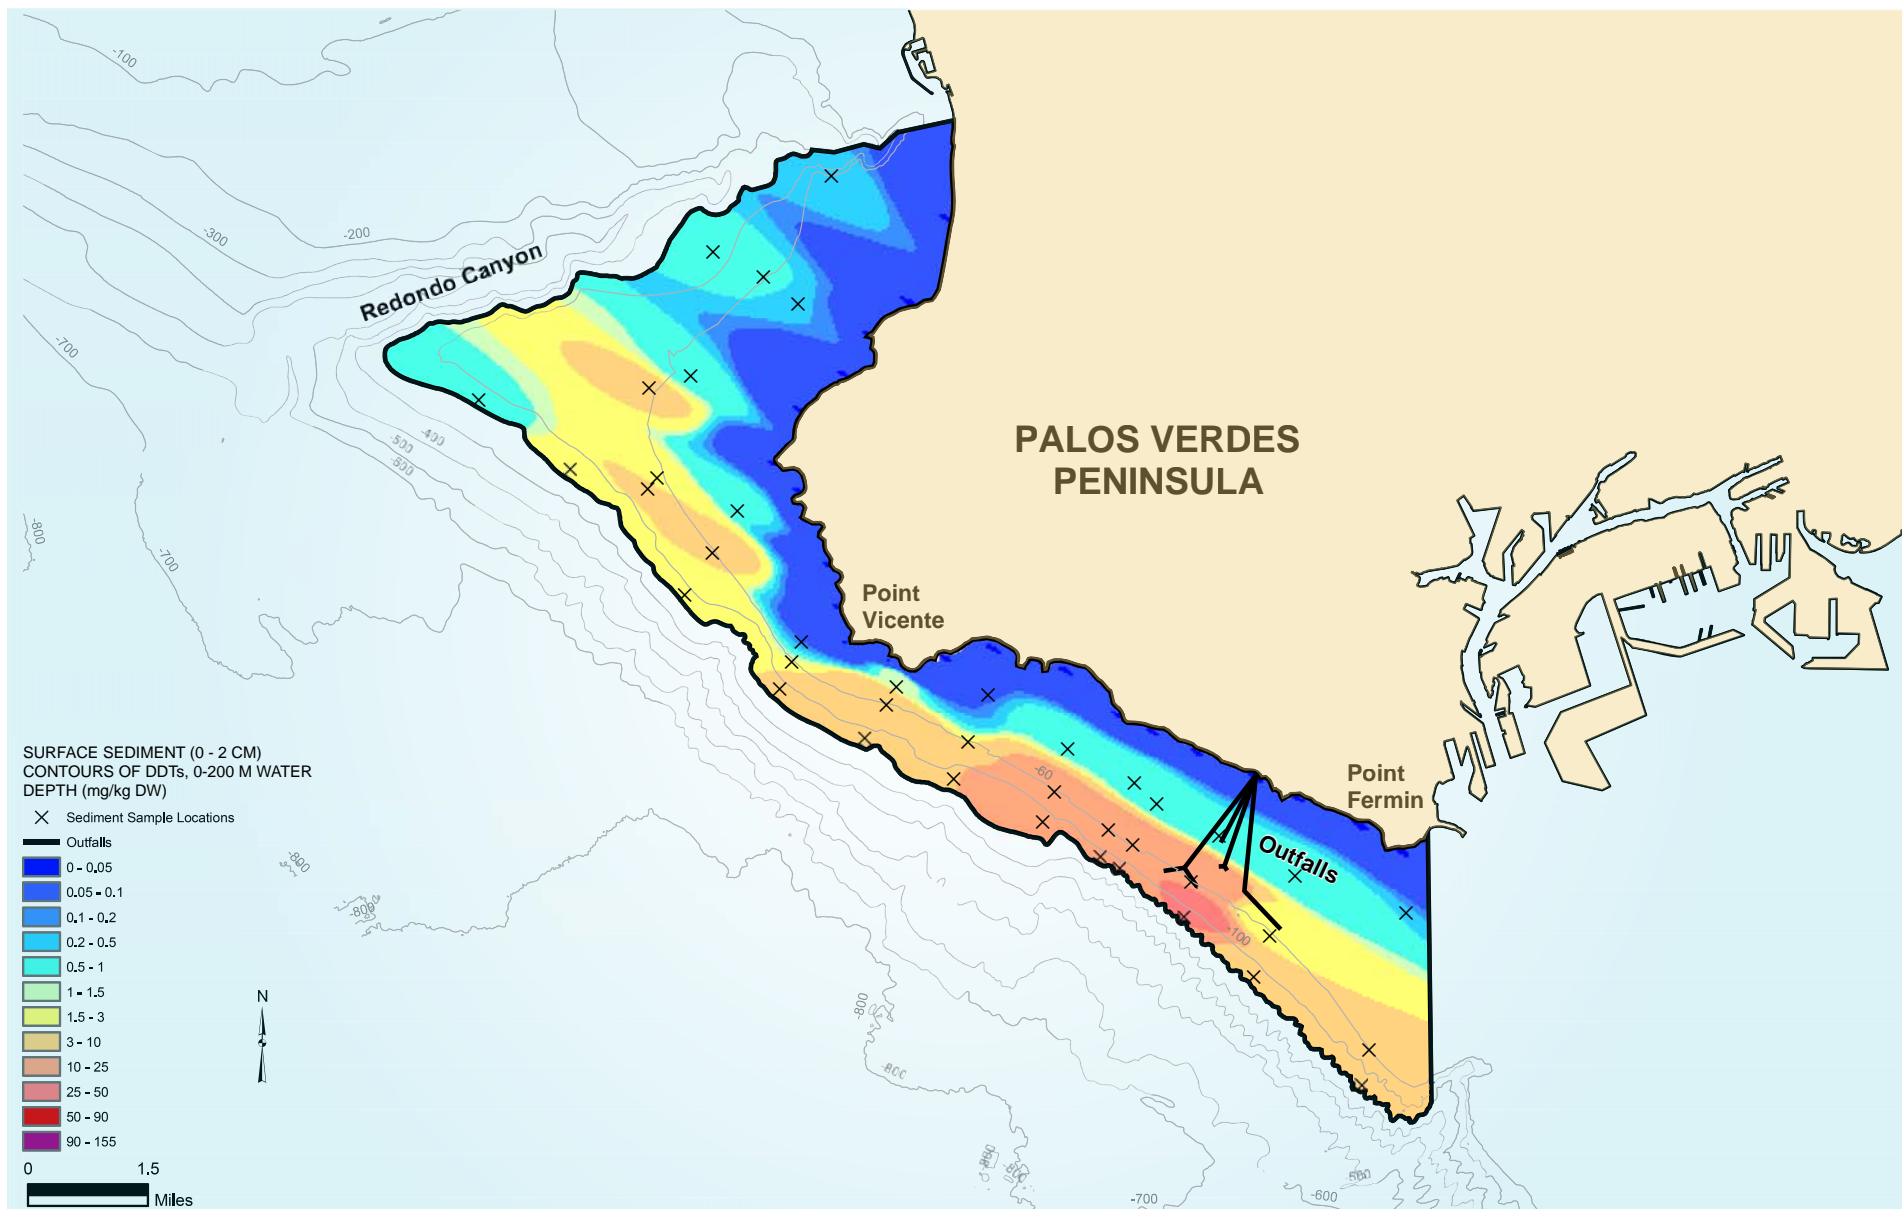 -100
-200
-300
Redondo Canyon
-700
-400
-500
-800
-700
PALOS VERDES
PENINSULA
Point
Vicente
-60
Point
Fermin
Outfalls
-100
SURFACE SEDIMENT (0 - 2 CM)
CONTOURS OF DDTs, 0-200 M WATER
DEPTH (mg/kg DW)
Sediment Sample Locations
Outfalls
0 - 0.05
0.05 - 0.1
0.1 - 0.2
0.2 - 0.5
0.5 - 1
1 - 1.5
1.5 - 3
3 - 10
10 - 25
25 - 50
50 - 90
90 - 155
0 1.5
Miles
N
-800
-800
-800
-800
-700
-600